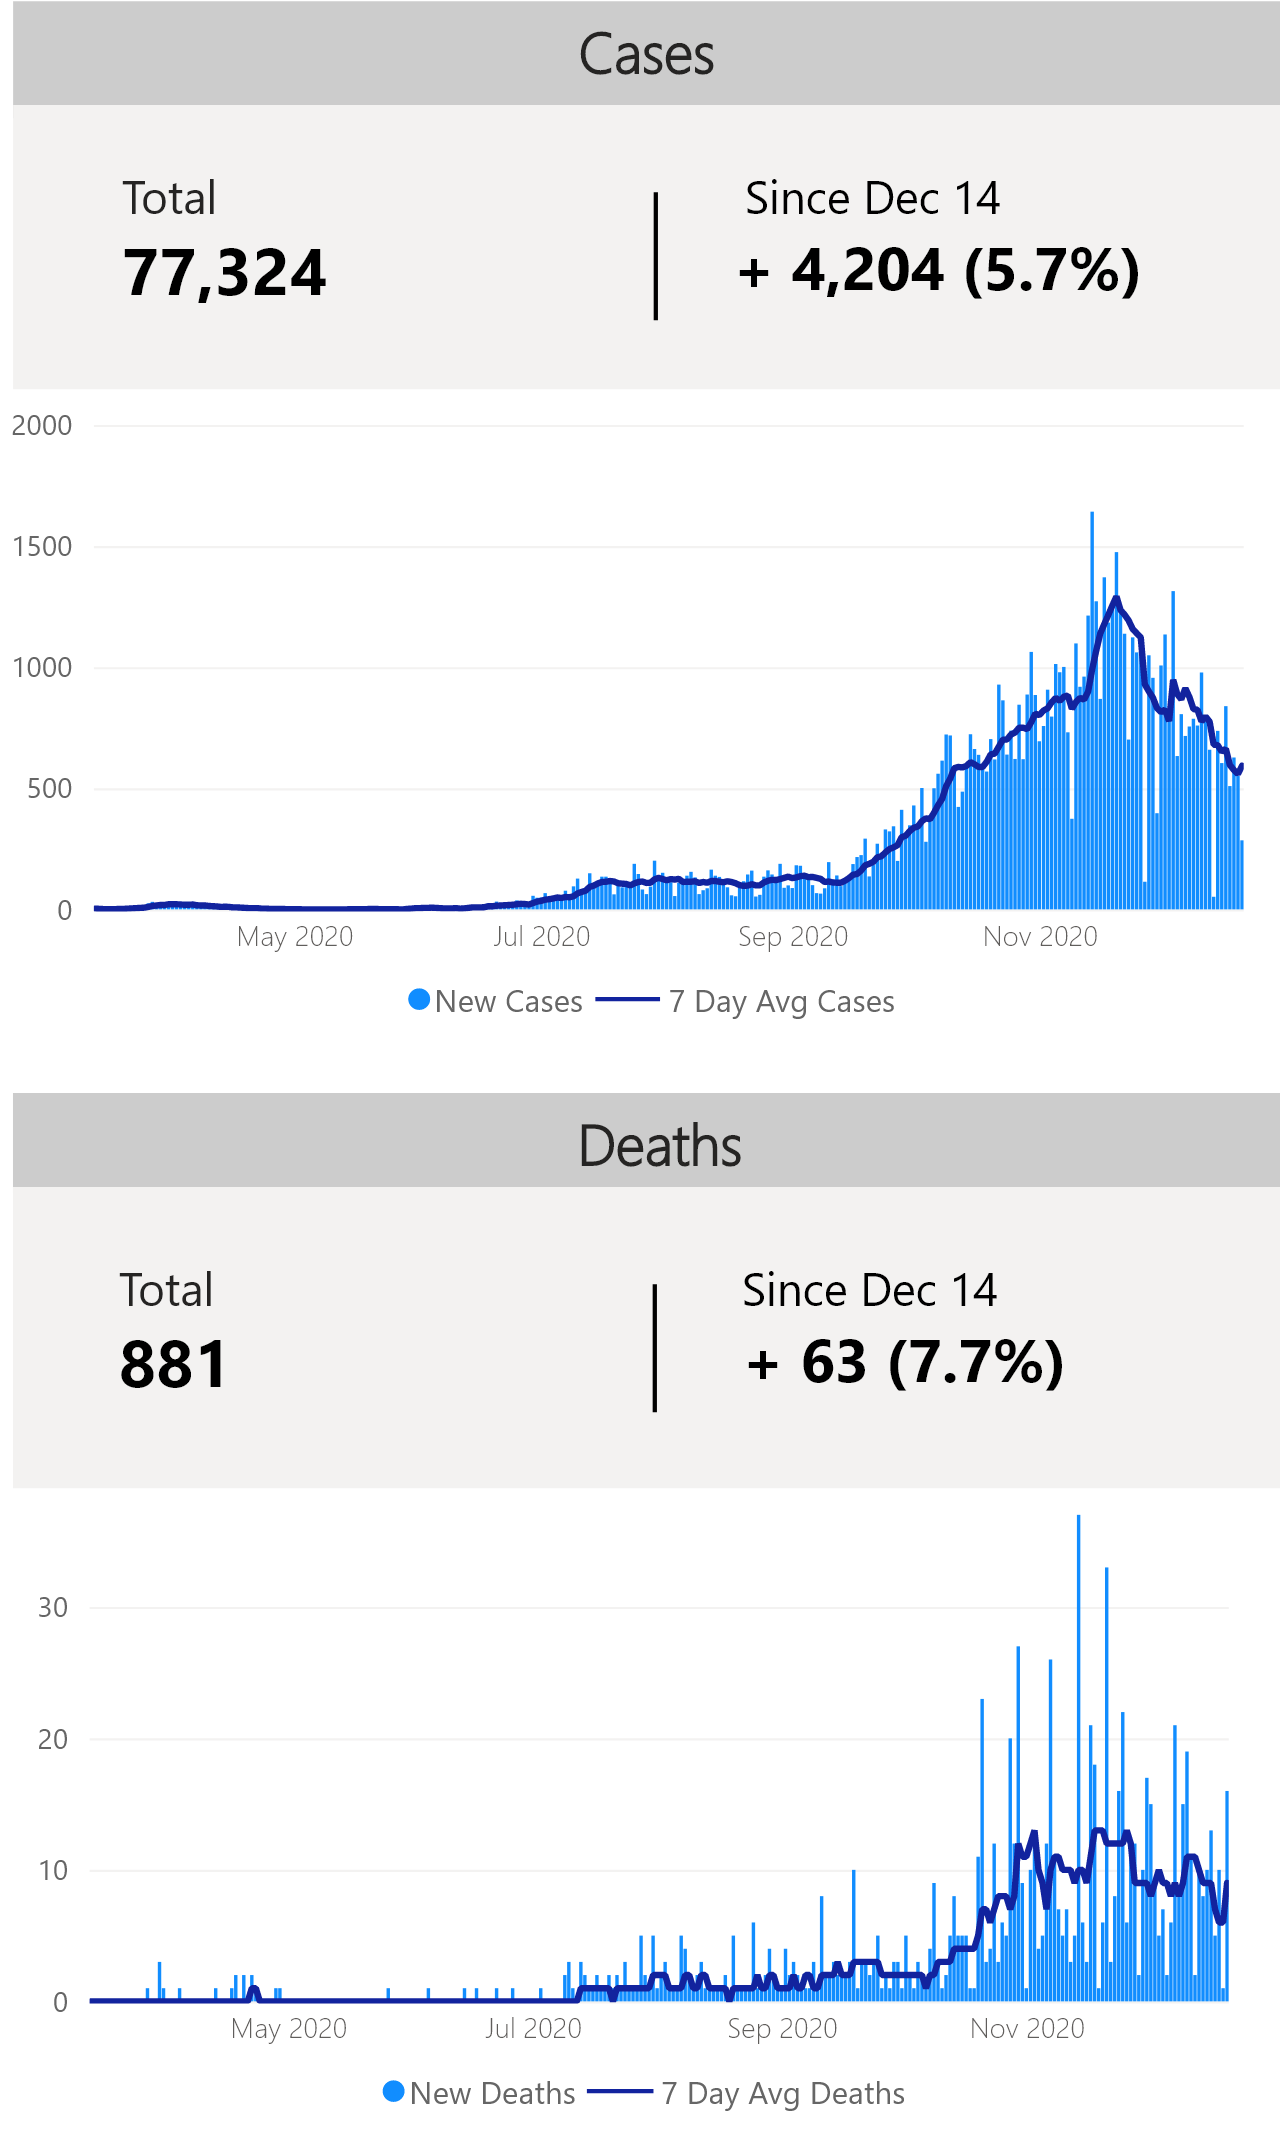 Cases
Total
Since Dec 14
77,324
+ 4,204 (5.7%)
2000
1500
1000
500
0
May 2020
Jul 2020
Sep 2020
Nov 2020
New Cases
7 Day Avg Cases
Deaths
Total
Since Dec 14
881
+ 63 (7.7%)
30
20
10
0
May 2020
Jul 2020
Sep 2020
Nov 2020
New Deaths
7 Day Avg Deaths